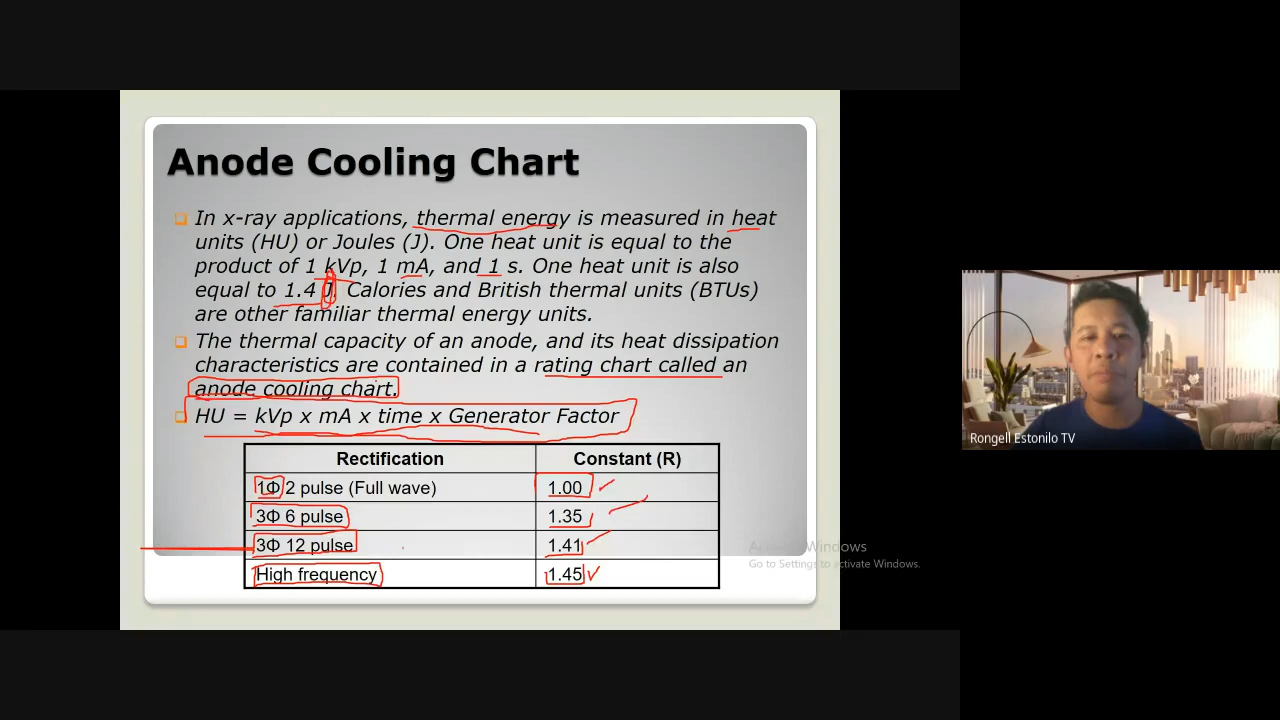 Anode Cooling Chart
In x-ray applications, thermal energy is measured in heat
units (HU) or Joules (J). One heat unit is equal to the
product of 1 kVp, 1 mA, and 1 s. One heat unit is also
equal to 1.4 J. Calories and British thermal units (BTUs)
are other familiar thermal energy units.
The thermal capacity of an anode, and its heat dissipation
characteristics are contained in a rating chart called an
anode cooling chart.
HU = kVp x mA x time x Generator Factor
Rectification Constant (R)
1Φ 2 pulse (Full wave) 1.00
3Φ 6 pulse 1.35
3Φ 12 pulse 1.41
High frequency 1.45
Activate Windows
Go to Settings to activate Windows.
Rongell Estonilo TV